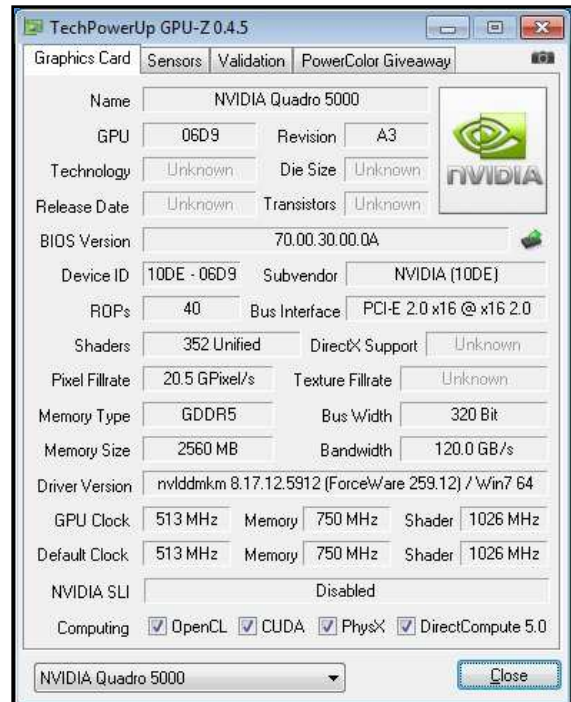 TechPowerUp GPU-Z 0.4.5
Graphics Card Sensors Validation PowerColor Giveaway
Name NVIDIA Quadro 5000
GPU 06D9 Revision A3
Technology Unknown Die Size Unknown
NVIDIA
Release Date Unknown Transistors Unknown
BIOS Version 70.00.30.00.0A
Device ID 10DE - 06D9 Subvendor NVIDIA (10DE)
ROPs 40 Bus Interface PCI-E 2.0 x16 @ x16 2.0
Shaders 352 Unified DirectX Support Unknown
Pixel Fillrate 20.5 GPixel/s Texture Fillrate Unknown
Memory Type GDDR5 Bus Width 320 Bit
Memory Size 2560 MB Bandwidth 120.0 GB/s
Driver Version nvlddmkm 8.17.12.5912 (ForceWare 259.12) / Win7 64
GPU Clock 513 MHz Memory 750 MHz Shader 1026 MHz
Default Clock 513 MHz Memory 750 MHz Shader 1026 MHz
NVIDIA SLI Disabled
Computing OpenCL CUDA PhysX DirectCompute 5.0
NVIDIA Quadro 5000 Close